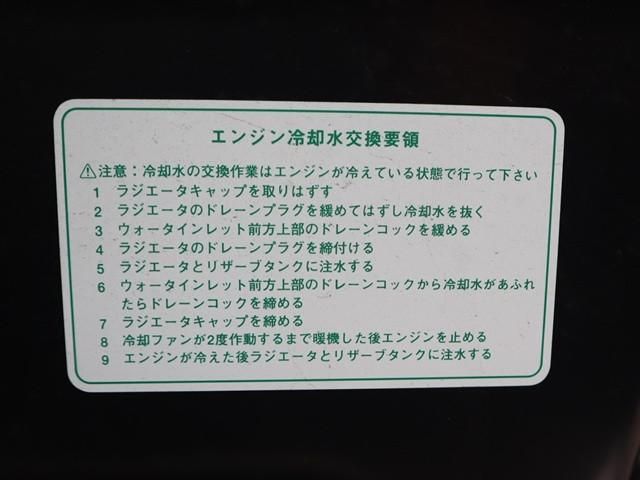 エンジン冷却水交換要領
⚠注意：冷却水の交換作業はエンジンが冷えている状態で行って下さい
1 ラジエータキャップを取りはずす
2 ラジエータのドレーンプラグを緩めてはずし冷却水を抜く
3 ウォータインレット前方上部のドレーンコックを緩める
4 ラジエータのドレーンプラグを締付ける
5 ラジエータとリザーブタンクに注水する
6 ウォータインレット前方上部のドレーンコックから冷却水があふれ
たらドレーンコックを締める
7 ラジエータキャップを締める
8 冷却ファンが2度作動するまで暖機した後エンジンを止める
9 エンジンが冷えた後ラジエータとリザーブタンクに注水する